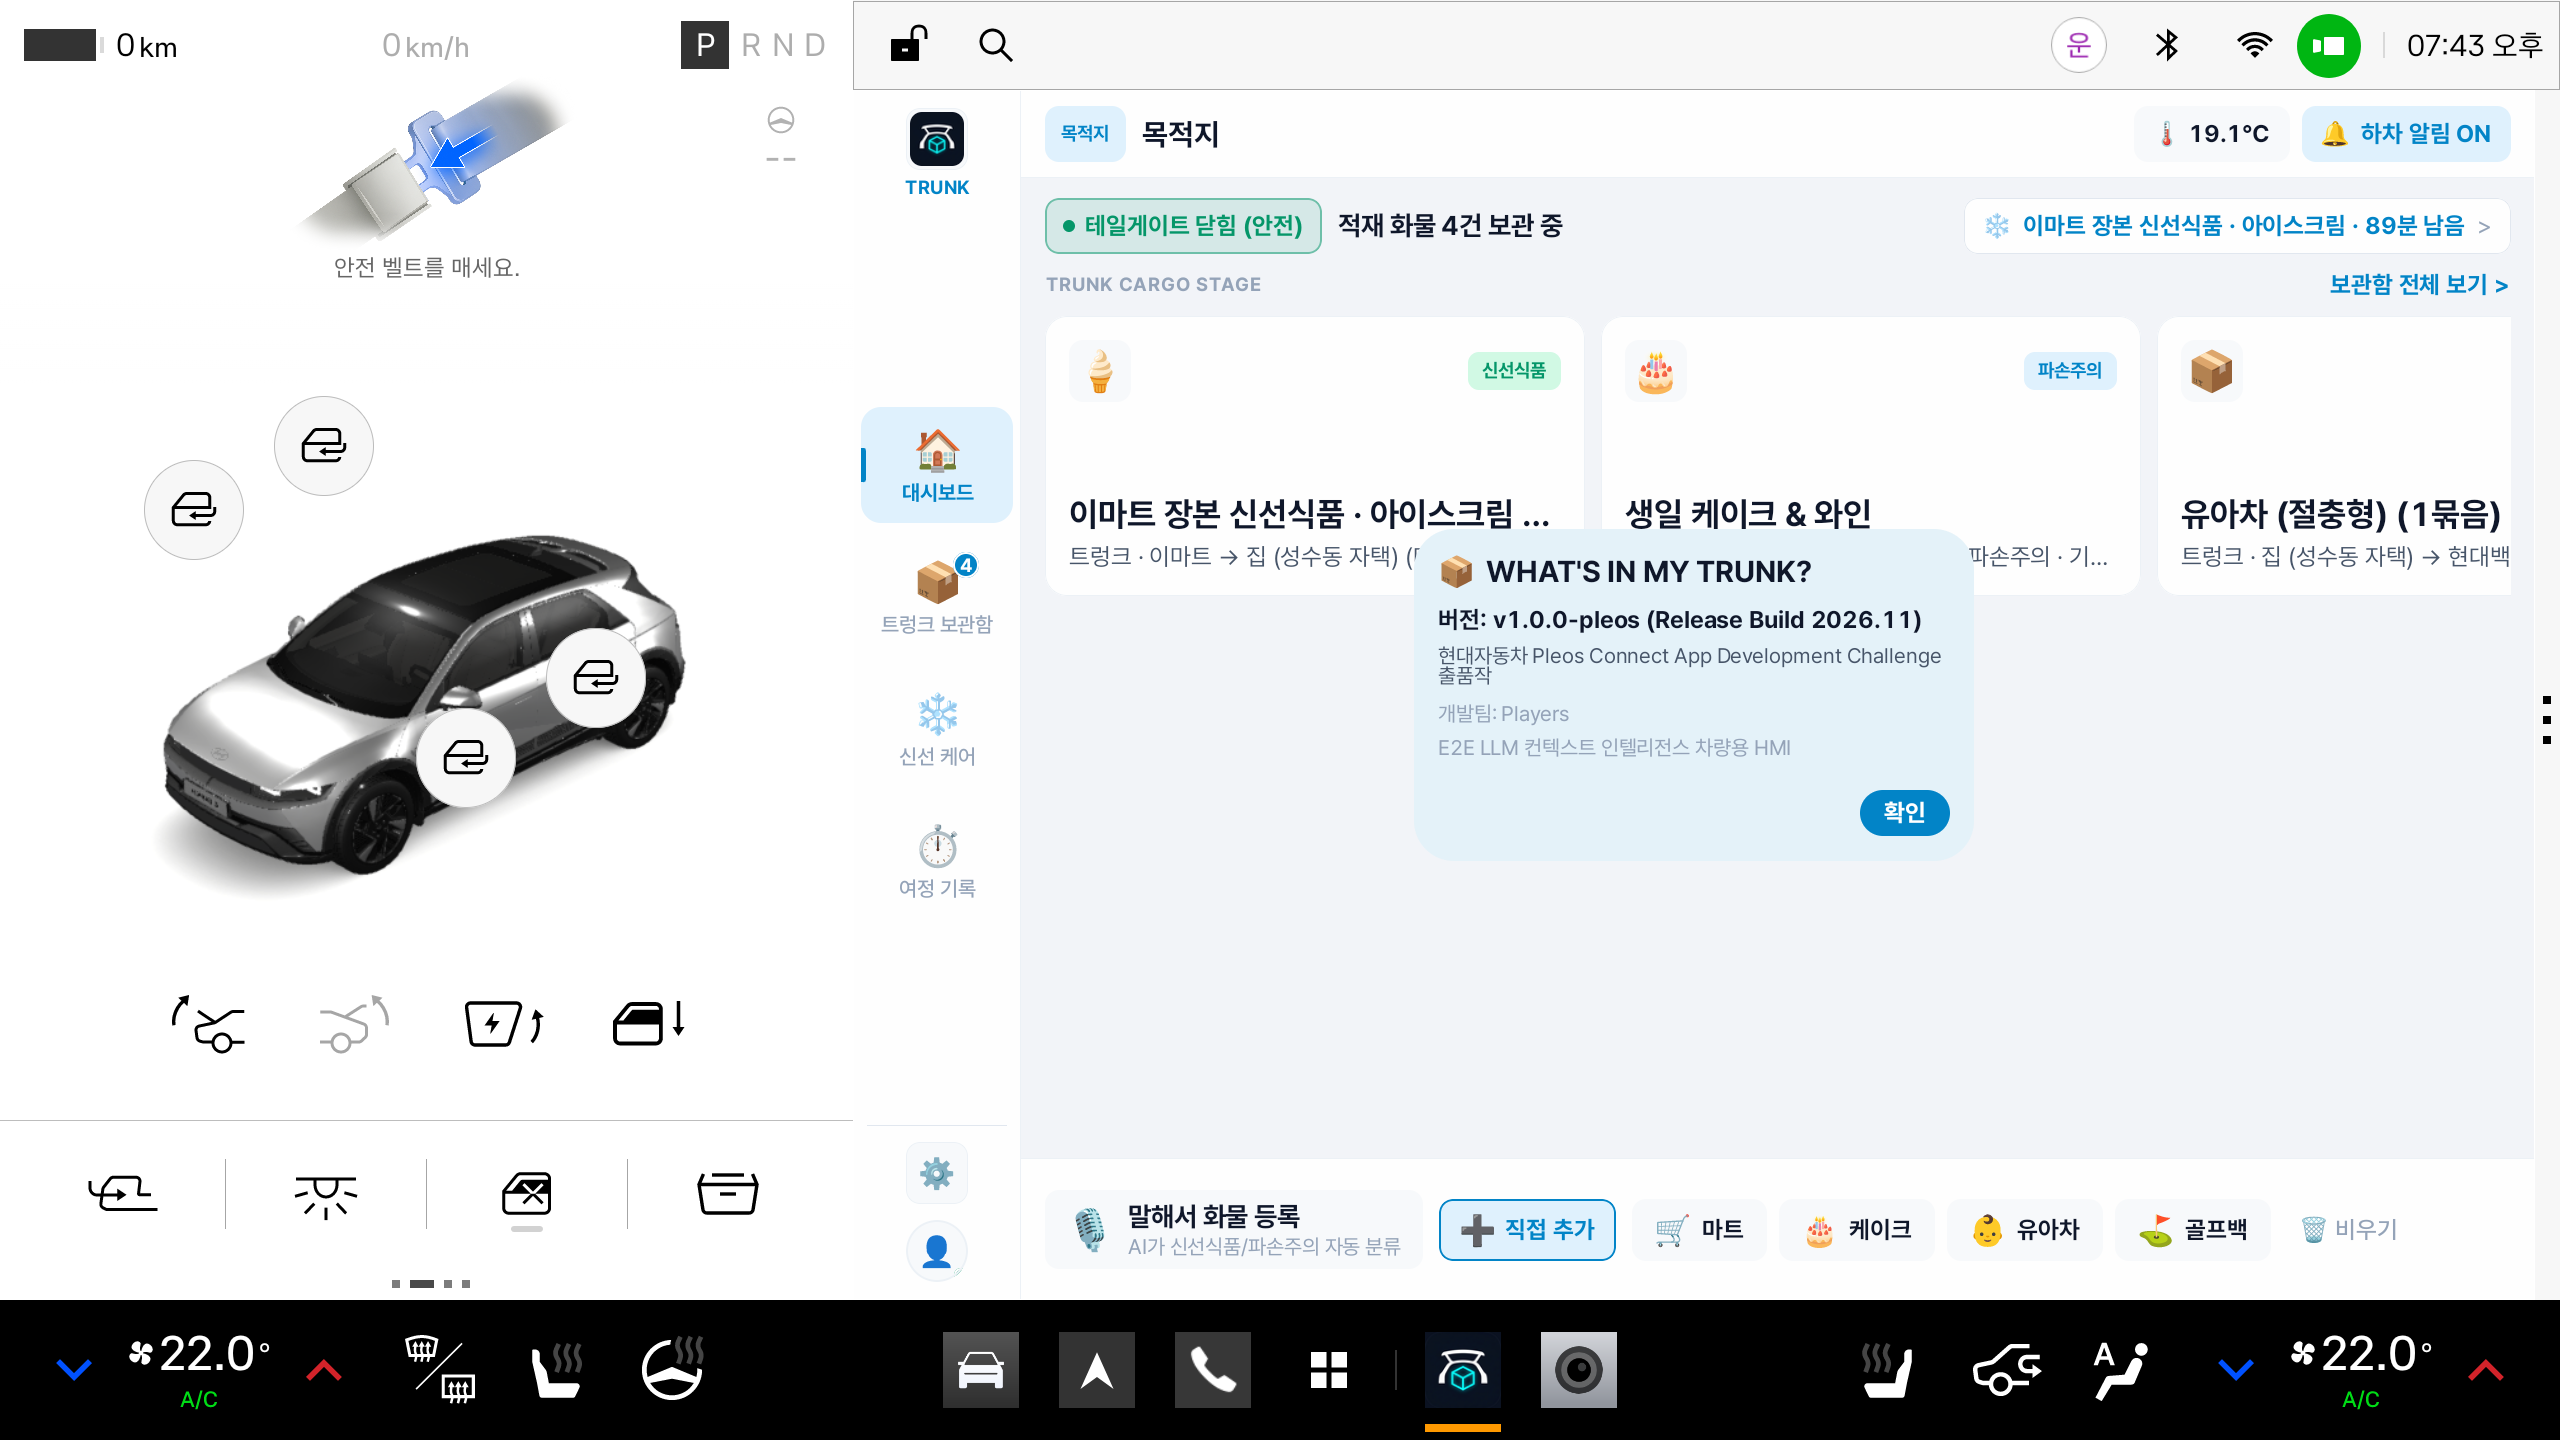 0 km
0 km/h
P R N D
안전 벨트를 매세요.
운
07:43 오후
TRUNK
목적지
목적지
19.1°C
하차 알림 ON
테일게이트 닫힘 (안전)
적재 화물 4건 보관 중
이마트 장본 신선식품 · 아이스크림 · 89분 남음 >
TRUNK CARGO STAGE
보관함 전체 보기 >
신선식품
이마트 장본 신선식품 · 아이스크림 ...
트렁크 · 이마트 → 집 (성수동 자택)
파손주의
생일 케이크 & 와인
파손주의 · 기...
유아차 (절충형) (1묶음)
트렁크 · 집 (성수동 자택) → 현대백
대시보드
4
트렁크 보관함
신선 케어
여정 기록
WHAT'S IN MY TRUNK?
버전: v1.0.0-pleos (Release Build 2026.11)
현대자동차 Pleos Connect App Development Challenge
출품작
개발팀: Players
E2E LLM 컨텍스트 인텔리전스 차량용 HMI
확인
말해서 화물 등록
AI가 신선식품/파손주의 자동 분류
직접 추가
마트
케이크
유아차
골프백
비우기
22.0°
A/C
A
22.0°
A/C